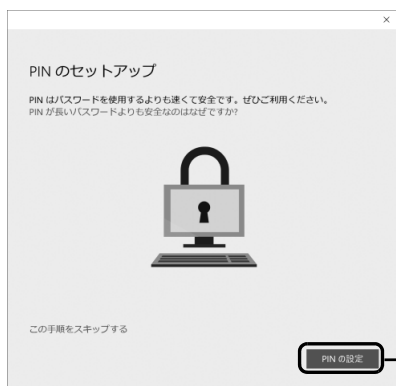 PIN のセットアップ
PIN はパスワードを使用するよりも速くて安全です。ぜひご利用ください。
PIN が長いパスワードよりも安全なのはなぜですか?
この手順をスキップする
PIN の設定